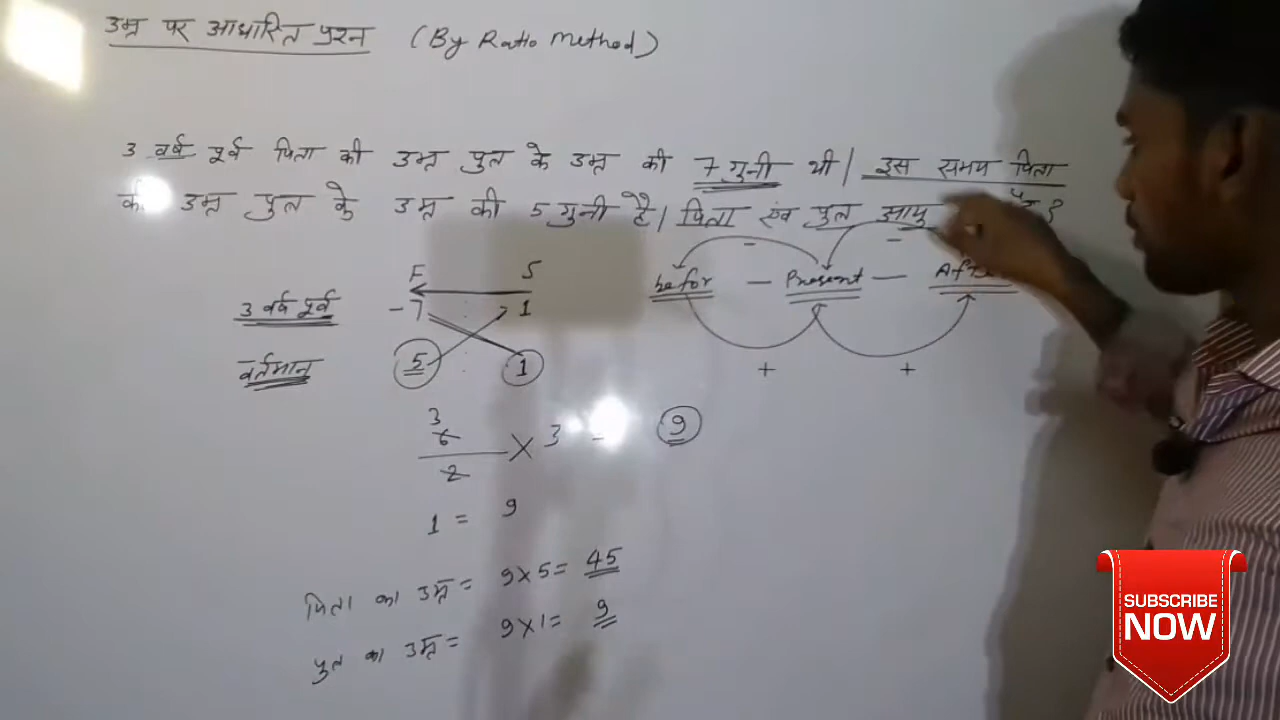 उम्र पर आधारित प्रश्न (By Ratio Method)
3 वर्ष पूर्व पिता की उम्र पुत्र के उम्र की 7 गुनी थी| इस समय पिता
की उम्र पुत्र के उम्र की 5 गुनी है| पिता एंव पुत्र आयु ?
F S befor - Present - After
3 वर्ष पूर्व - 7 1
वर्तमान 5 1
+ +
3
6 × 3 = 9
2
1 = 9
पिता का उम्र = 9×5 = 45
पुत्र का उम्र = 9×1 = 9
SUBSCRIBE
NOW